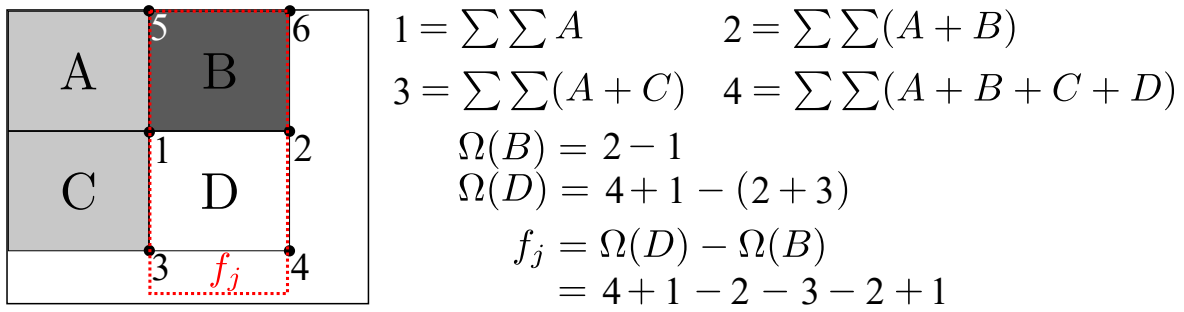 5 6
A B
1 2
C D
3 f_j 4
1 = ∑∑A 2 = ∑∑(A + B)
3 = ∑∑(A + C) 4 = ∑∑(A + B + C + D)
Ω(B) = 2 − 1
Ω(D) = 4 + 1 − (2 + 3)
f_j = Ω(D) − Ω(B)
= 4 + 1 − 2 − 3 − 2 + 1